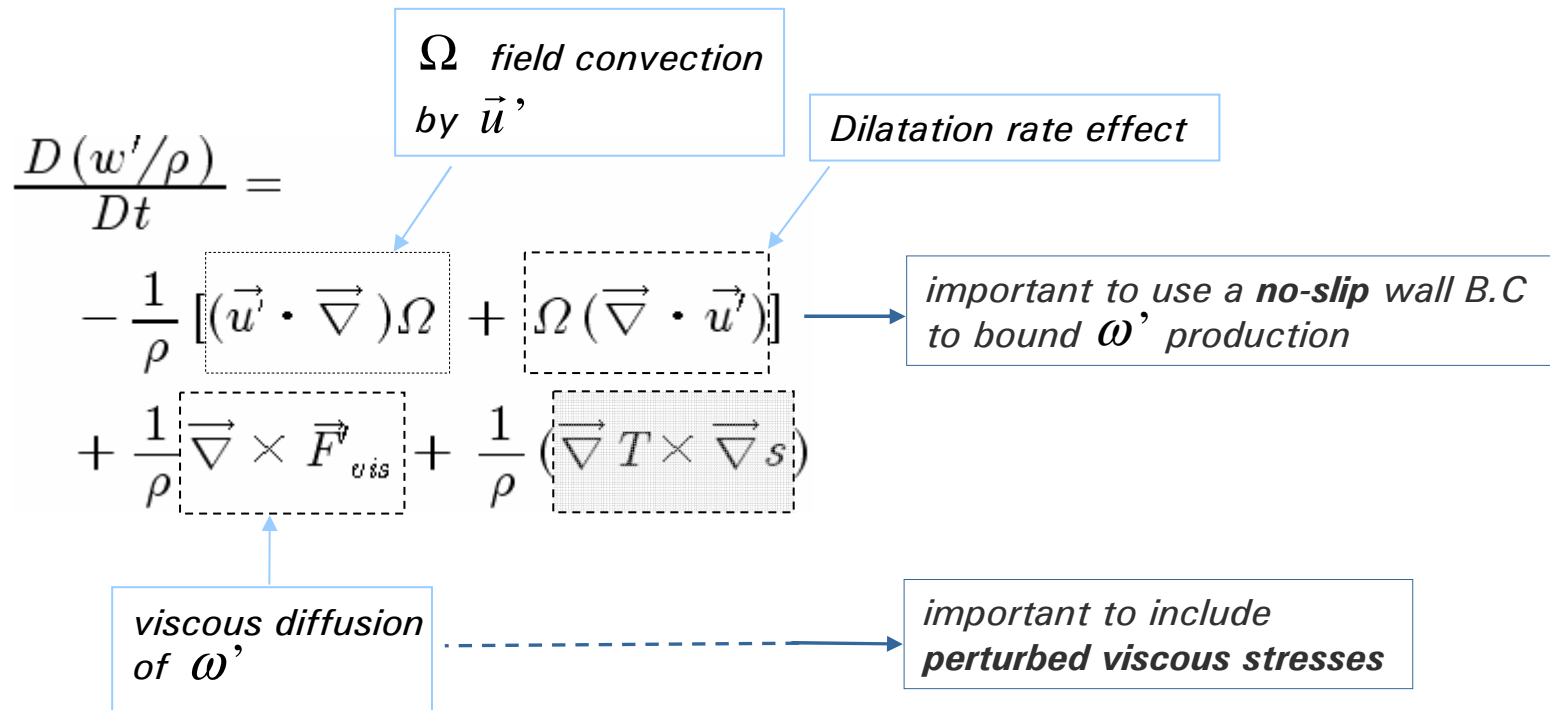 Ω field convection
by u⃗ ’
Dilatation rate effect
D(w′/ρ)/Dt =
− 1/ρ [(u⃗′ · ∇⃗ )Ω + Ω(∇⃗ · u⃗′)]
important to use a no-slip wall B.C
to bound ω’ production
+ 1/ρ ∇⃗ × F⃗′vis + 1/ρ (∇⃗ T × ∇⃗ s)
viscous diffusion
of ω’
important to include
perturbed viscous stresses